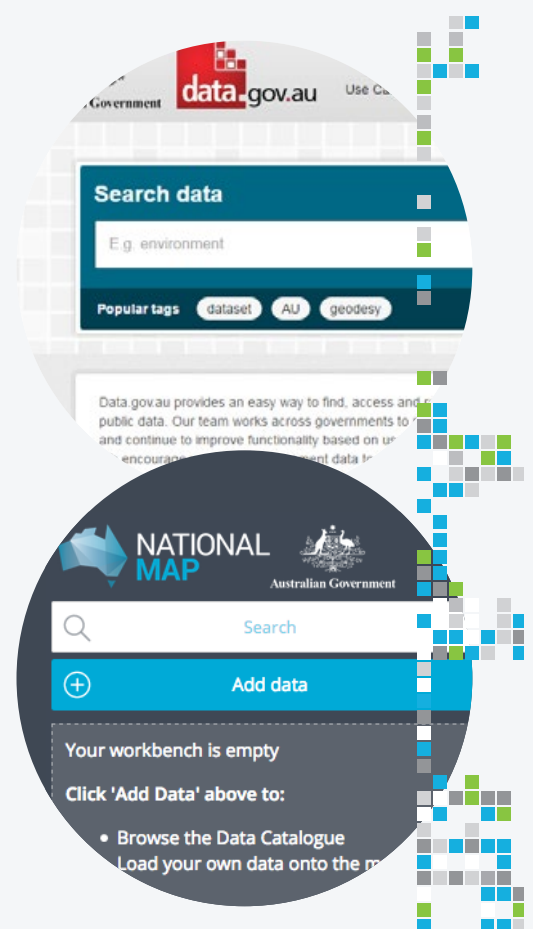 Government
data.gov.au
Use
Search data
E.g. environment
Popular tags dataset AU geodesy
Data.gov.au provides an easy way to find, access and
public data. Our team works across governments to
and continue to improve functionality based on
encourage
data
NATIONAL
MAP
Australian Government
Search
Add data
Your workbench is empty
Click 'Add Data' above to:
• Browse the Data Catalogue
Load your own data onto the